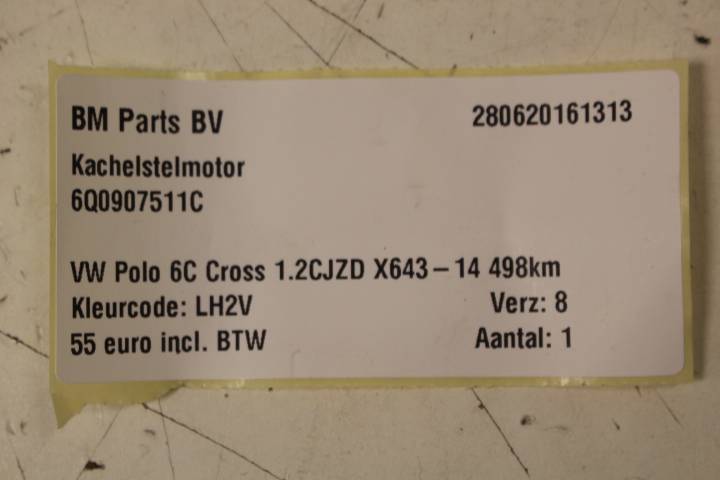 BM Parts BV 280620161313
Kachelstelmotor
6Q0907511C
VW Polo 6C Cross 1.2CJZD X643-14 498km
Kleurcode: LH2V Verz: 8
55 euro incl. BTW Aantal: 1